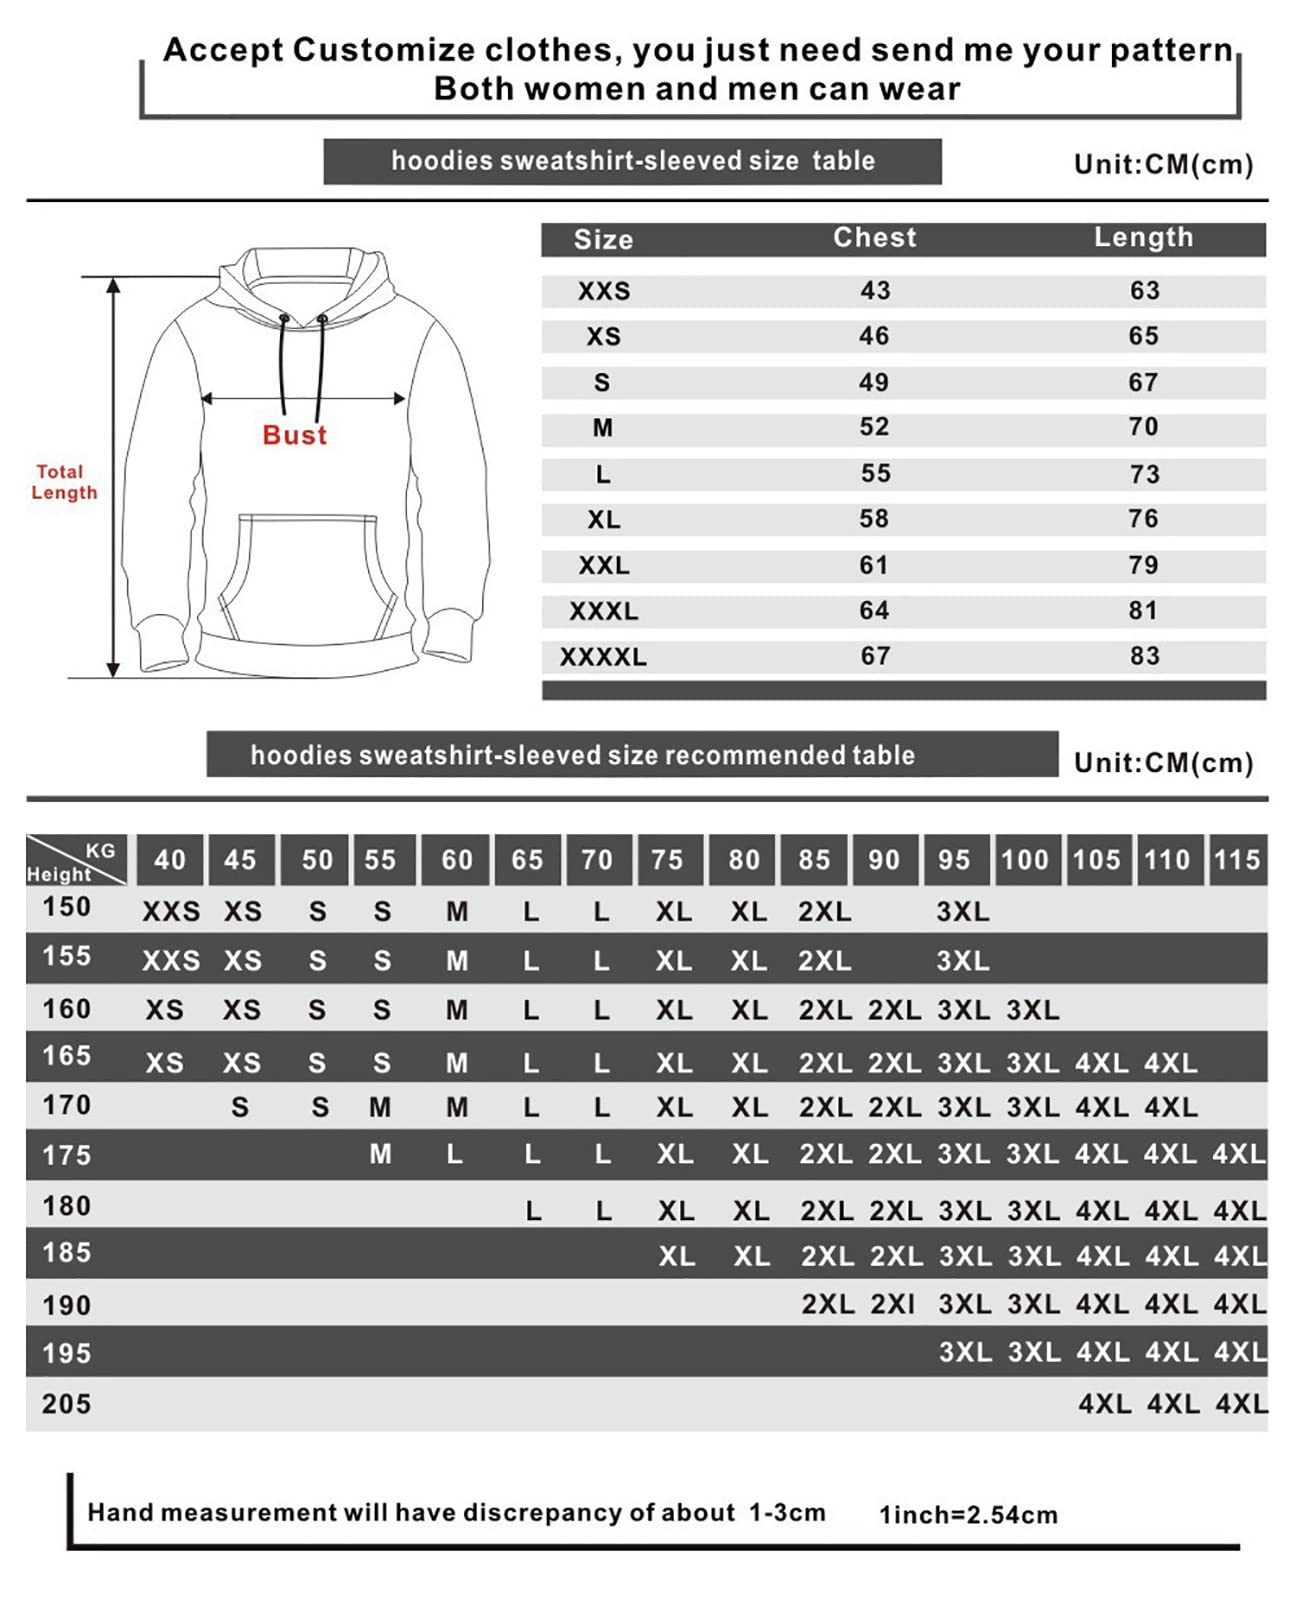 Accept Customize clothes, you just need send me your pattern,
Both women and men can wear
hoodies sweatshirt-sleeved size table
Unit:CM(cm)
Size Chest Length
XXS 43 63
XS 46 65
S 49 67
M 52 70
L 55 73
XL 58 76
XXL 61 79
XXXL 64 81
XXXXL 67 83
Bust
Total
Length
hoodies sweatshirt-sleeved size recommended table
Unit:CM(cm)
KG
Height
40 45 50 55 60 65 70 75 80 85 90 95 100 105 110 115
150 XXS XS S S M L L XL XL 2XL 3XL
155 XXS XS S S M L L XL XL 2XL 3XL
160 XS XS S S M L L XL XL 2XL 2XL 3XL 3XL
165 XS XS S S M L L XL XL 2XL 2XL 3XL 3XL 4XL 4XL
170 S S M M L L XL XL 2XL 2XL 3XL 3XL 4XL 4XL
175 M L L L XL XL 2XL 2XL 3XL 3XL 4XL 4XL 4XL
180 L L XL XL 2XL 2XL 3XL 3XL 4XL 4XL 4XL
185 XL XL 2XL 2XL 3XL 3XL 4XL 4XL 4XL
190 2XL 2Xl 3XL 3XL 4XL 4XL 4XL
195 3XL 3XL 4XL 4XL 4XL
205 4XL 4XL 4XL
Hand measurement will have discrepancy of about 1-3cm 1inch=2.54cm